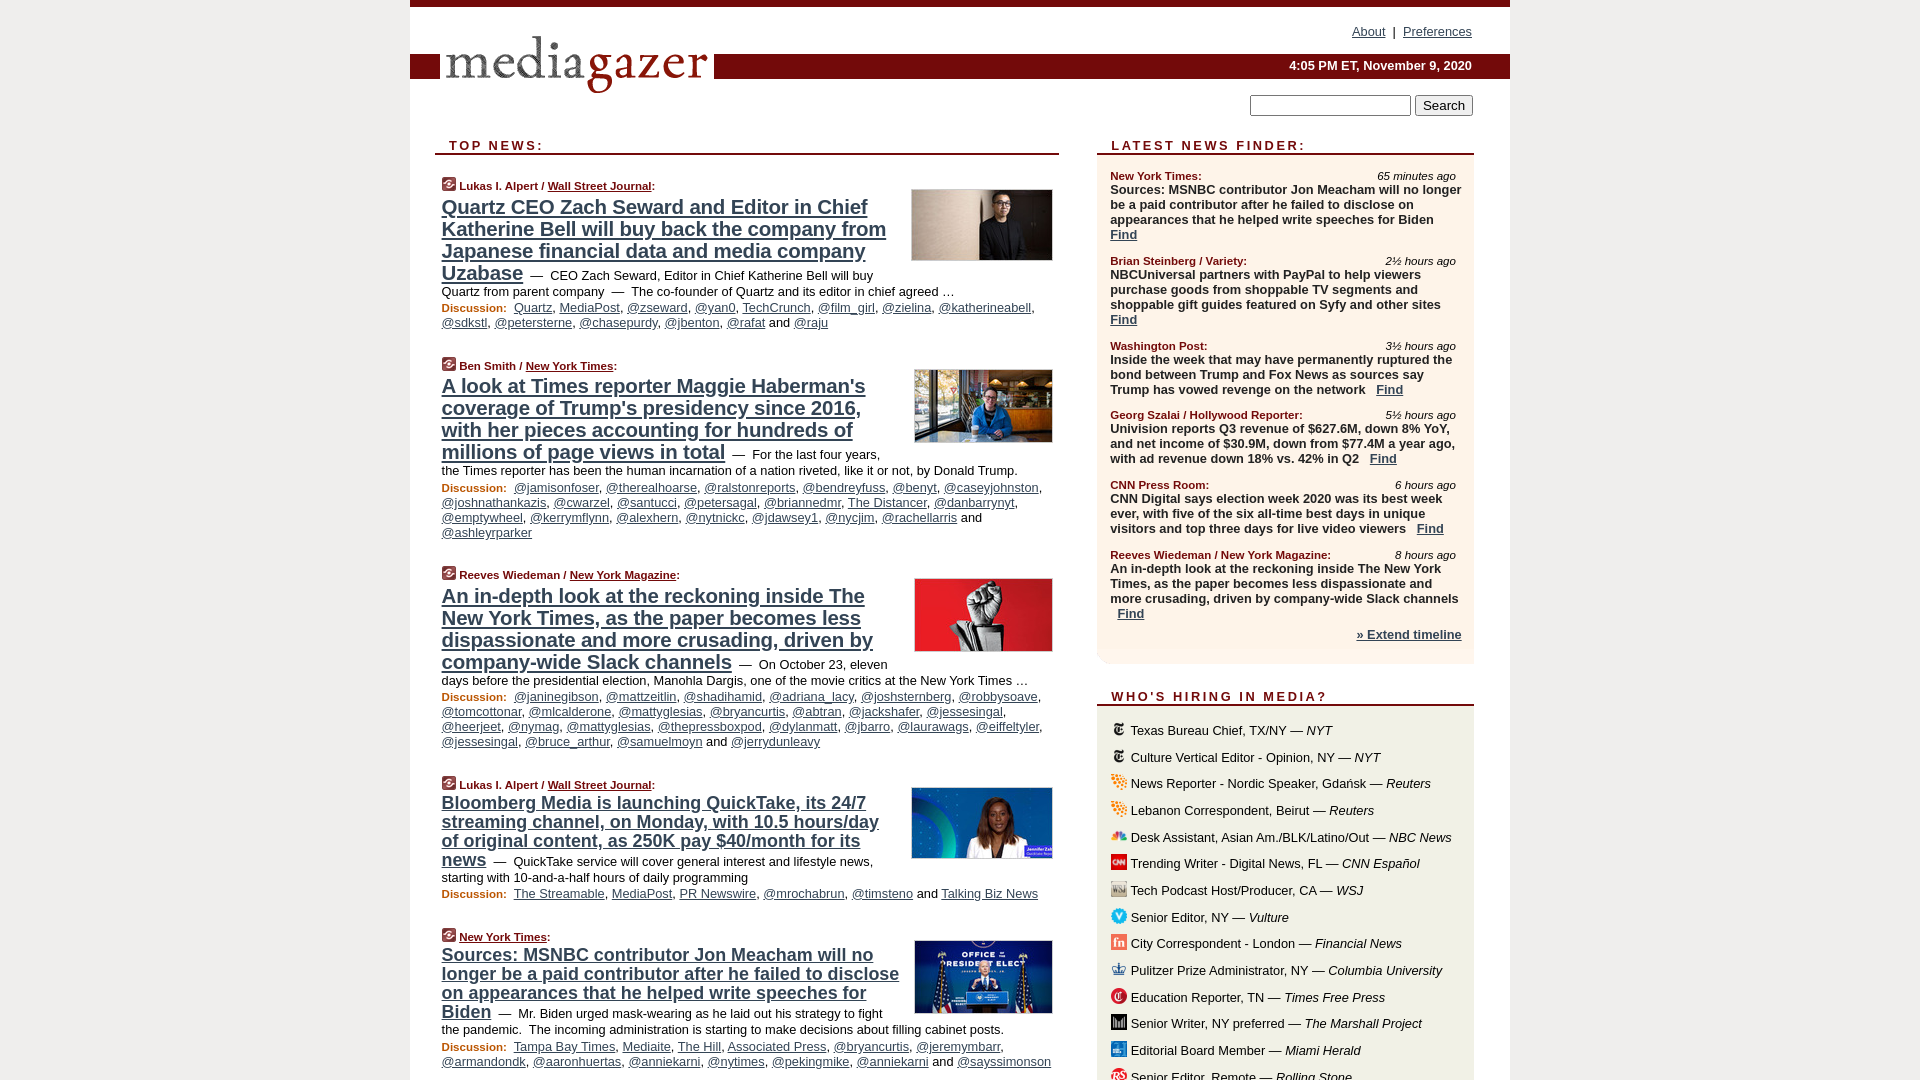 About | Preferences
mediagazer
4:05 PM ET, November 9, 2020
Search
TOP NEWS:
Lukas I. Alpert / Wall Street Journal:
Quartz CEO Zach Seward and Editor in Chief
Katherine Bell will buy back the company from
Japanese financial data and media company
Uzabase — CEO Zach Seward, Editor in Chief Katherine Bell will buy
Quartz from parent company — The co-founder of Quartz and its editor in chief agreed …
Discussion: Quartz, MediaPost, @zseward, @yan0, TechCrunch, @film_girl, @zielina, @katherineabell,
@sdkstl, @petersterne, @chasepurdy, @jbenton, @rafat and @raju
Ben Smith / New York Times:
A look at Times reporter Maggie Haberman's
coverage of Trump's presidency since 2016,
with her pieces accounting for hundreds of
millions of page views in total — For the last four years,
the Times reporter has been the human incarnation of a nation riveted, like it or not, by Donald Trump.
Discussion: @jamisonfoser, @therealhoarse, @ralstonreports, @bendreyfuss, @benyt, @caseyjohnston,
@joshnathankazis, @cwarzel, @santucci, @petersagal, @briannedmr, The Distancer, @danbarrynyt,
@emptywheel, @kerrymflynn, @alexhern, @nytnickc, @jdawsey1, @nycjim, @rachellarris and
@ashleyrparker
Reeves Wiedeman / New York Magazine:
An in-depth look at the reckoning inside The
New York Times, as the paper becomes less
dispassionate and more crusading, driven by
company-wide Slack channels — On October 23, eleven
days before the presidential election, Manohla Dargis, one of the movie critics at the New York Times …
Discussion: @janinegibson, @mattzeitlin, @shadihamid, @adriana_lacy, @joshsternberg, @robbysoave,
@tomcottonar, @mlcalderone, @mattyglesias, @bryancurtis, @abtran, @jackshafer, @jessesingal,
@heerjeet, @nymag, @mattyglesias, @thepressboxpod, @dylanmatt, @jbarro, @laurawags, @eiffeltyler,
@jessesingal, @bruce_arthur, @samuelmoyn and @jerrydunleavy
Lukas I. Alpert / Wall Street Journal:
Bloomberg Media is launching QuickTake, its 24/7
streaming channel, on Monday, with 10.5 hours/day
of original content, as 250K pay $40/month for its
news — QuickTake service will cover general interest and lifestyle news,
starting with 10-and-a-half hours of daily programming
Discussion: The Streamable, MediaPost, PR Newswire, @mrochabrun, @timsteno and Talking Biz News
New York Times:
Sources: MSNBC contributor Jon Meacham will no
longer be a paid contributor after he failed to disclose
on appearances that he helped write speeches for
Biden — Mr. Biden urged mask-wearing as he laid out his strategy to fight
the pandemic. The incoming administration is starting to make decisions about filling cabinet posts.
Discussion: Tampa Bay Times, Mediaite, The Hill, Associated Press, @bryancurtis, @jeremymbarr,
@armandondk, @aaronhuertas, @anniekarni, @nytimes, @pekingmike, @anniekarni and @sayssimonson
LATEST NEWS FINDER:
New York Times: 65 minutes ago
Sources: MSNBC contributor Jon Meacham will no longer
be a paid contributor after he failed to disclose on
appearances that he helped write speeches for Biden
Find
Brian Steinberg / Variety: 2½ hours ago
NBCUniversal partners with PayPal to help viewers
purchase goods from shoppable TV segments and
shoppable gift guides featured on Syfy and other sites
Find
Washington Post: 3½ hours ago
Inside the week that may have permanently ruptured the
bond between Trump and Fox News as sources say
Trump has vowed revenge on the network Find
Georg Szalai / Hollywood Reporter: 5½ hours ago
Univision reports Q3 revenue of $627.6M, down 8% YoY,
and net income of $30.9M, down from $77.4M a year ago,
with ad revenue down 18% vs. 42% in Q2 Find
CNN Press Room: 6 hours ago
CNN Digital says election week 2020 was its best week
ever, with five of the six all-time best days in unique
visitors and top three days for live video viewers Find
Reeves Wiedeman / New York Magazine: 8 hours ago
An in-depth look at the reckoning inside The New York
Times, as the paper becomes less dispassionate and
more crusading, driven by company-wide Slack channels
Find
» Extend timeline
WHO'S HIRING IN MEDIA?
Texas Bureau Chief, TX/NY — NYT
Culture Vertical Editor - Opinion, NY — NYT
News Reporter - Nordic Speaker, Gdańsk — Reuters
Lebanon Correspondent, Beirut — Reuters
Desk Assistant, Asian Am./BLK/Latino/Out — NBC News
Trending Writer - Digital News, FL — CNN Español
Tech Podcast Host/Producer, CA — WSJ
Senior Editor, NY — Vulture
City Correspondent - London — Financial News
Pulitzer Prize Administrator, NY — Columbia University
Education Reporter, TN — Times Free Press
Senior Writer, NY preferred — The Marshall Project
Editorial Board Member — Miami Herald
Senior Editor, Remote — Rolling Stone